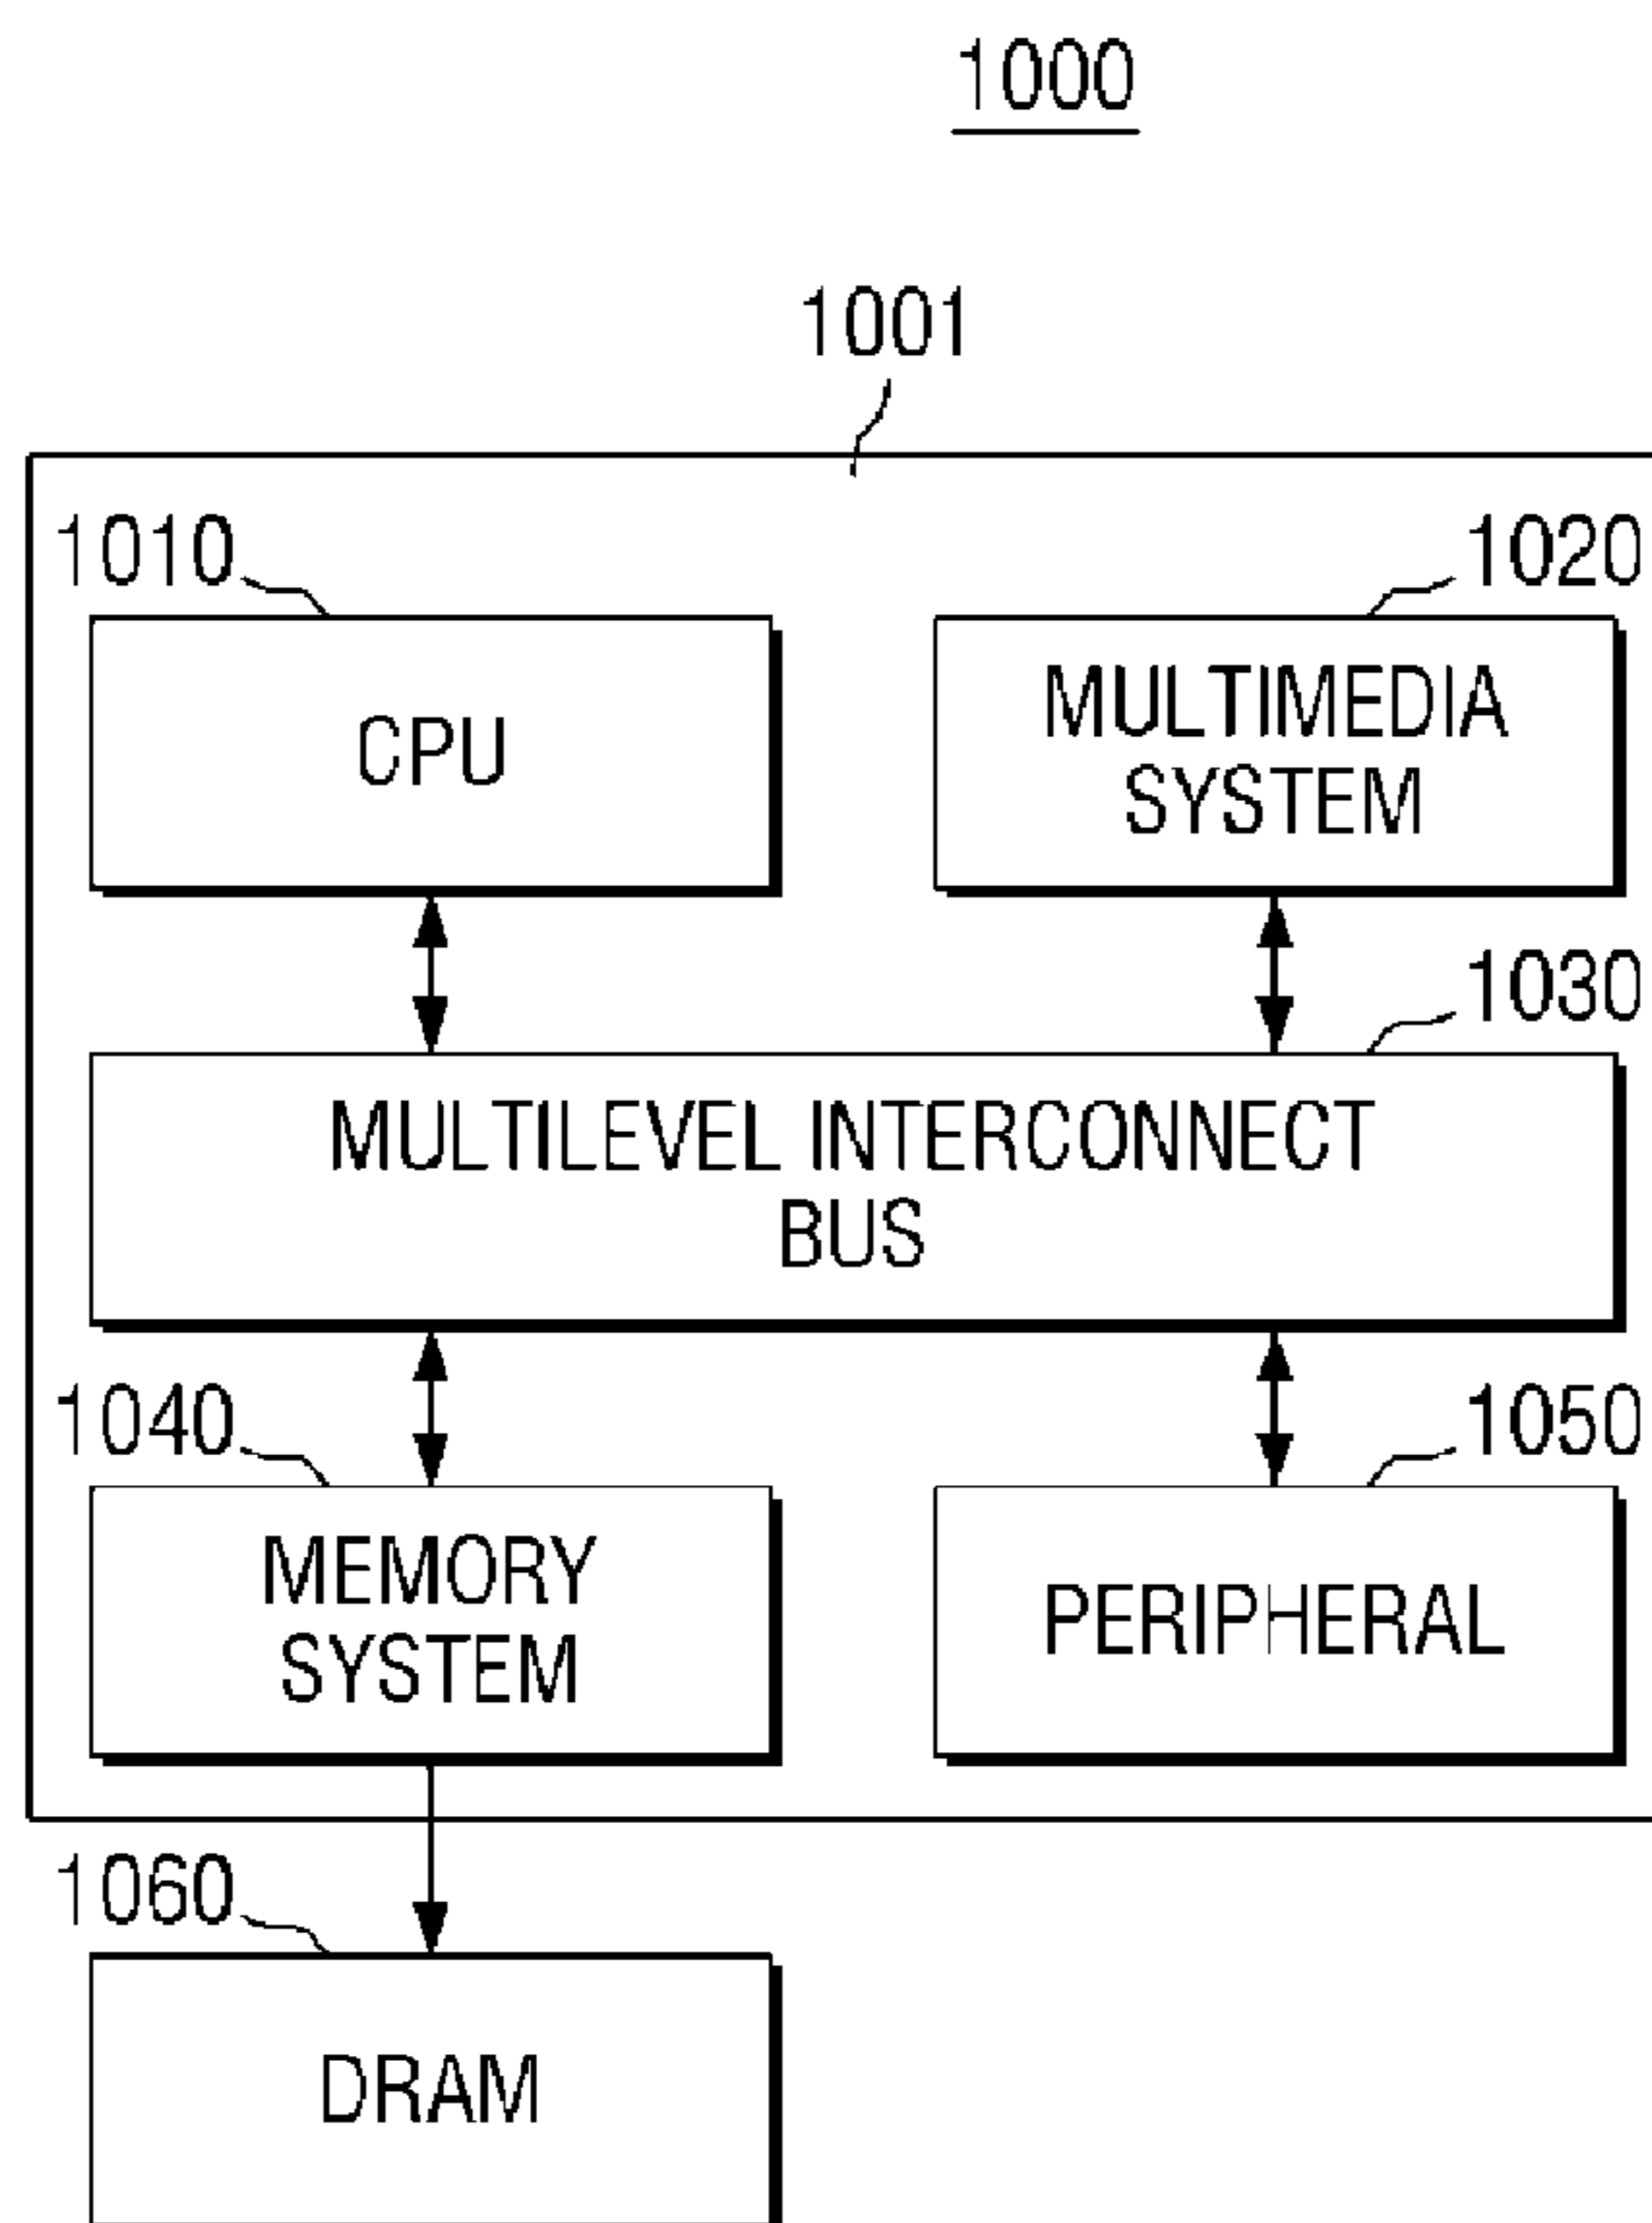 1000
1001
1010
1020
CPU
MULTIMEDIA
SYSTEM
1030
MULTILEVEL INTERCONNECT
BUS
1040
1050
MEMORY
SYSTEM
PERIPHERAL
1060
DRAM